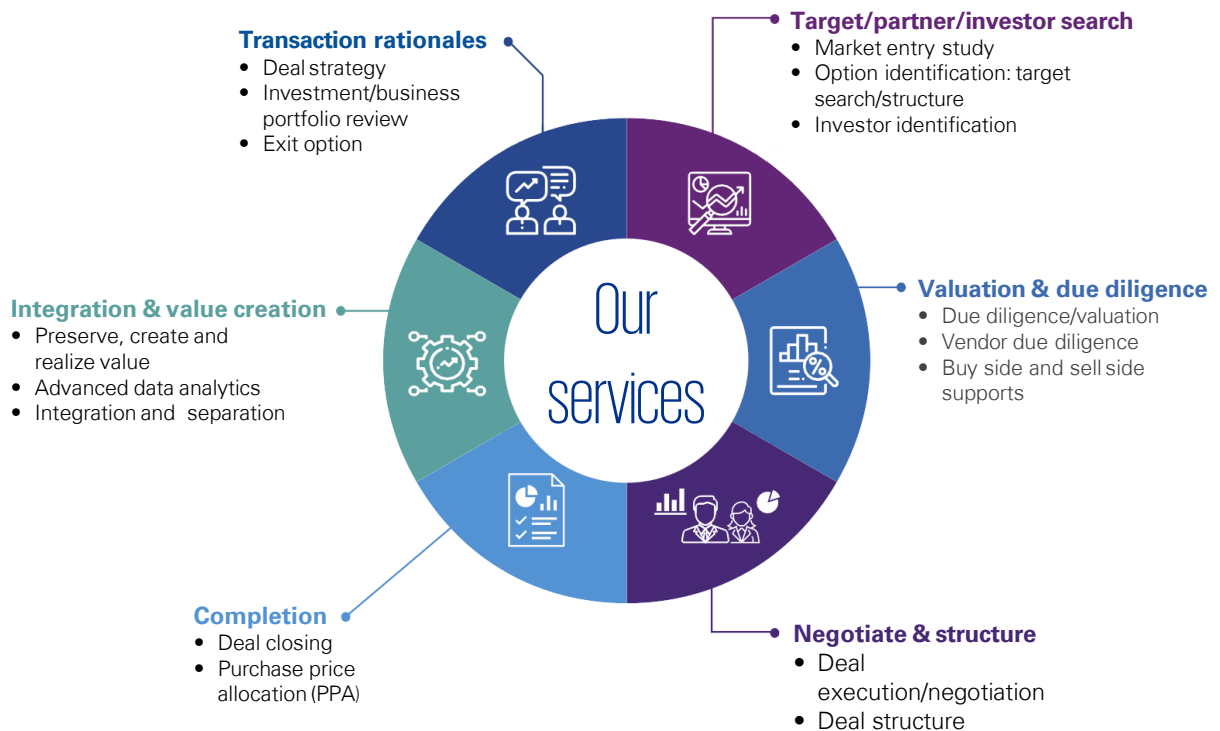 Transaction rationales
• Deal strategy
• Investment/business
portfolio review
• Exit option
Target/partner/investor search
• Market entry study
• Option identification: target
search/structure
• Investor identification
Our
services
Valuation & due diligence
• Due diligence/valuation
• Vendor due diligence
• Buy side and sell side
supports
Negotiate & structure
• Deal
execution/negotiation
• Deal structure
Completion
• Deal closing
• Purchase price
allocation (PPA)
Integration & value creation
• Preserve, create and
realize value
• Advanced data analytics
• Integration and separation
%